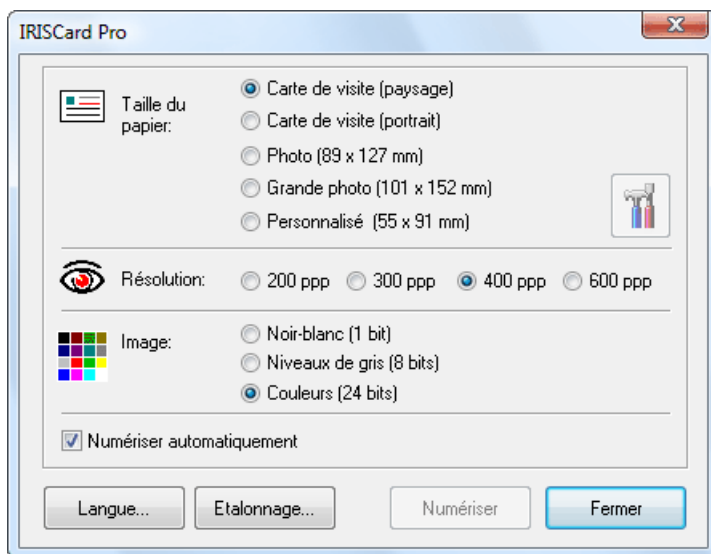 IRISCard Pro
Taille du
papier:
Carte de visite (paysage)
Carte de visite (portrait)
Photo (89 x 127 mm)
Grande photo (101 x 152 mm)
Personnalisé (55 x 91 mm)
Résolution: 200 ppp 300 ppp 400 ppp 600 ppp
Image:
Noir-blanc (1 bit)
Niveaux de gris (8 bits)
Couleurs (24 bits)
Numériser automatiquement
Langue... Etalonnage... Numériser Fermer